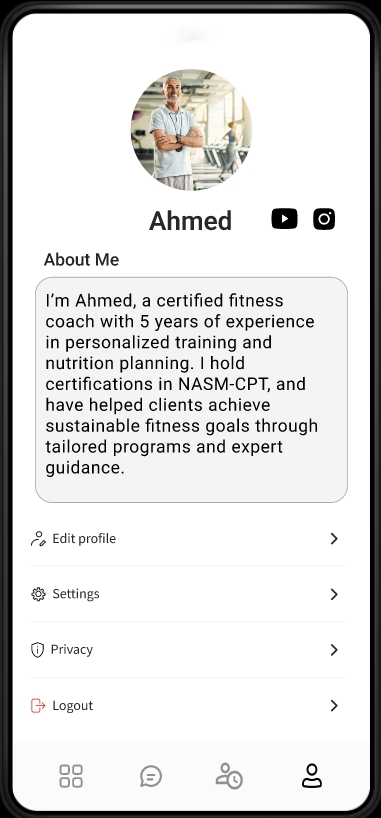 Ahmed
About Me
I’m Ahmed, a certified fitness
coach with 5 years of experience
in personalized training and
nutrition planning. I hold
certifications in NASM-CPT, and
have helped clients achieve
sustainable fitness goals through
tailored programs and expert
guidance.
Edit profile
Settings
Privacy
Logout